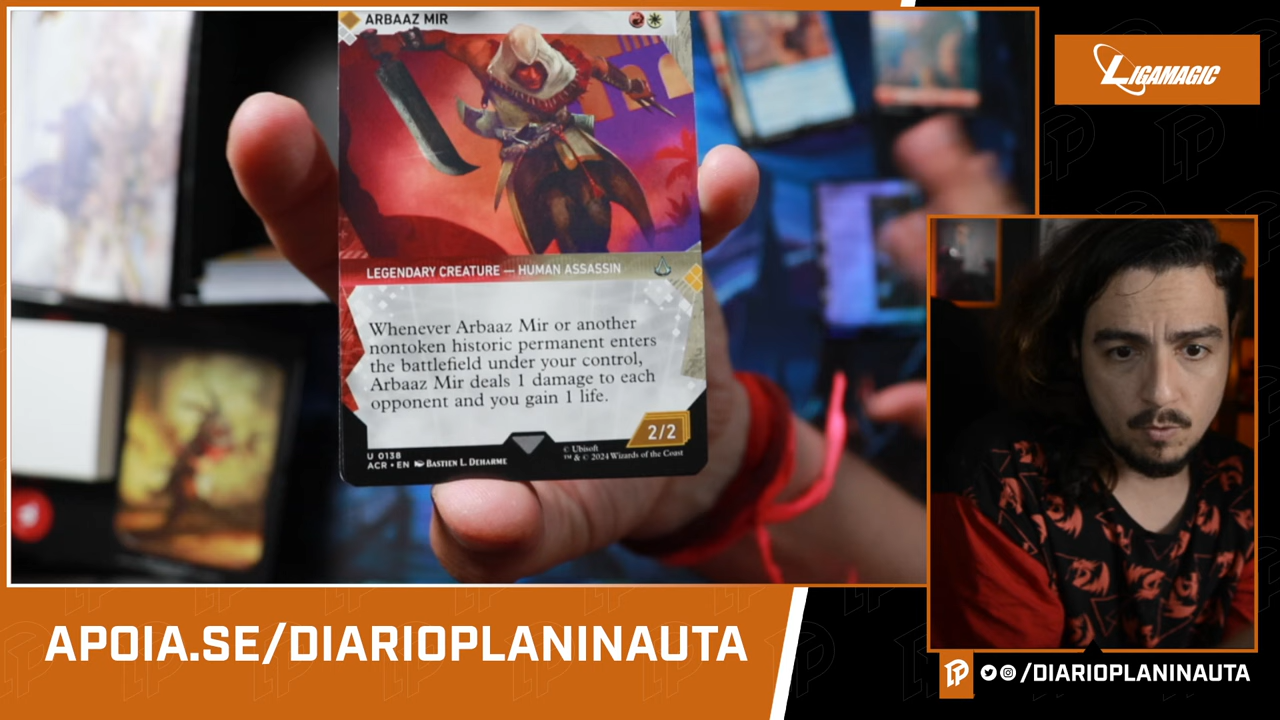 ARBAAZ MIR
LEGENDARY CREATURE — HUMAN ASSASSIN
Whenever Arbaaz Mir or another
nontoken historic permanent enters
the battlefield under your control,
Arbaaz Mir deals 1 damage to each
opponent and you gain 1 life.
2/2
U 0138
ACR • EN BASTIEN L. DEHARME
© Ubisoft
™ & © 2024 Wizards of the Coast
LIGAMAGIC
APOIA.SE/DIARIOPLANINAUTA
/DIARIOPLANINAUTA